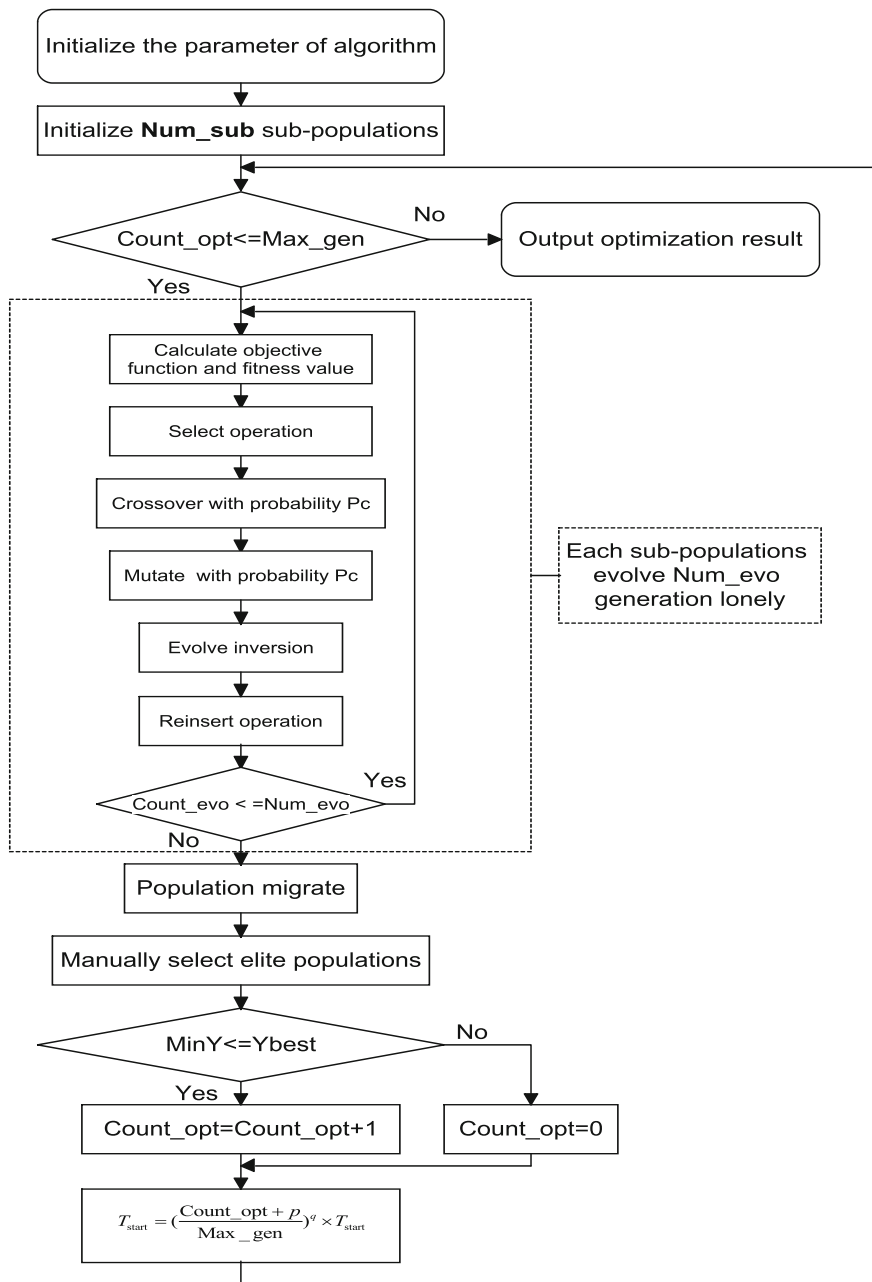 Initialize the parameter of algorithm
Initialize Num_sub sub-populations
Count_opt<=Max_gen
No
Output optimization result
Yes
Calculate objective
function and fitness value
Select operation
Crossover with probability Pc
Mutate with probability Pc
Evolve inversion
Reinsert operation
Count_evo < =Num_evo
Yes
No
Each sub-populations
evolve Num_evo
generation lonely
Population migrate
Manually select elite populations
MinY<=Ybest
No
Yes
Count_opt=Count_opt+1
Count_opt=0
T_start = (Count_opt + p / Max_gen)^q × T_start